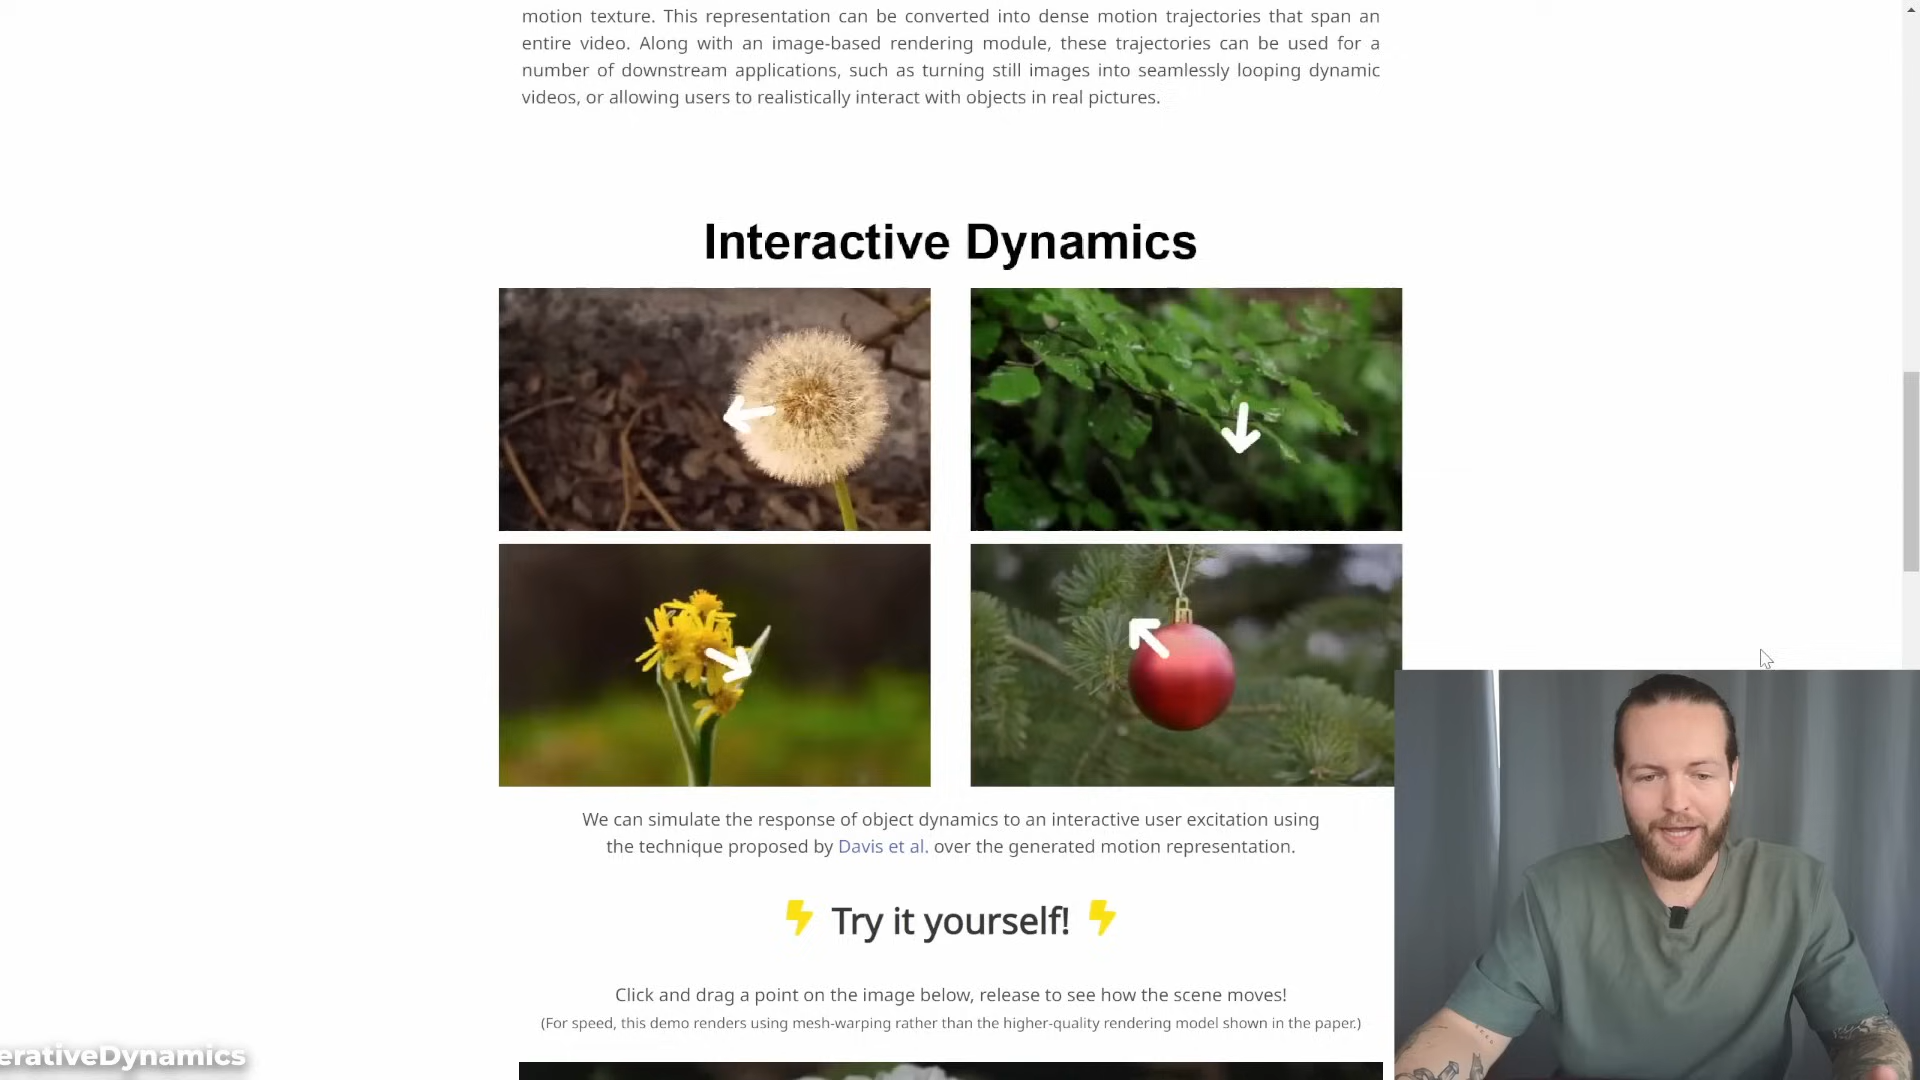 motion texture. This representation can be converted into dense motion trajectories that span an
entire video. Along with an image-based rendering module, these trajectories can be used for a
number of downstream applications, such as turning still images into seamlessly looping dynamic
videos, or allowing users to realistically interact with objects in real pictures.
Interactive Dynamics
We can simulate the response of object dynamics to an interactive user excitation using
the technique proposed by Davis et al. over the generated motion representation.
Try it yourself!
Click and drag a point on the image below, release to see how the scene moves!
(For speed, this demo renders using mesh-warping rather than the higher-quality rendering model shown in the paper.)
erativeDynamics